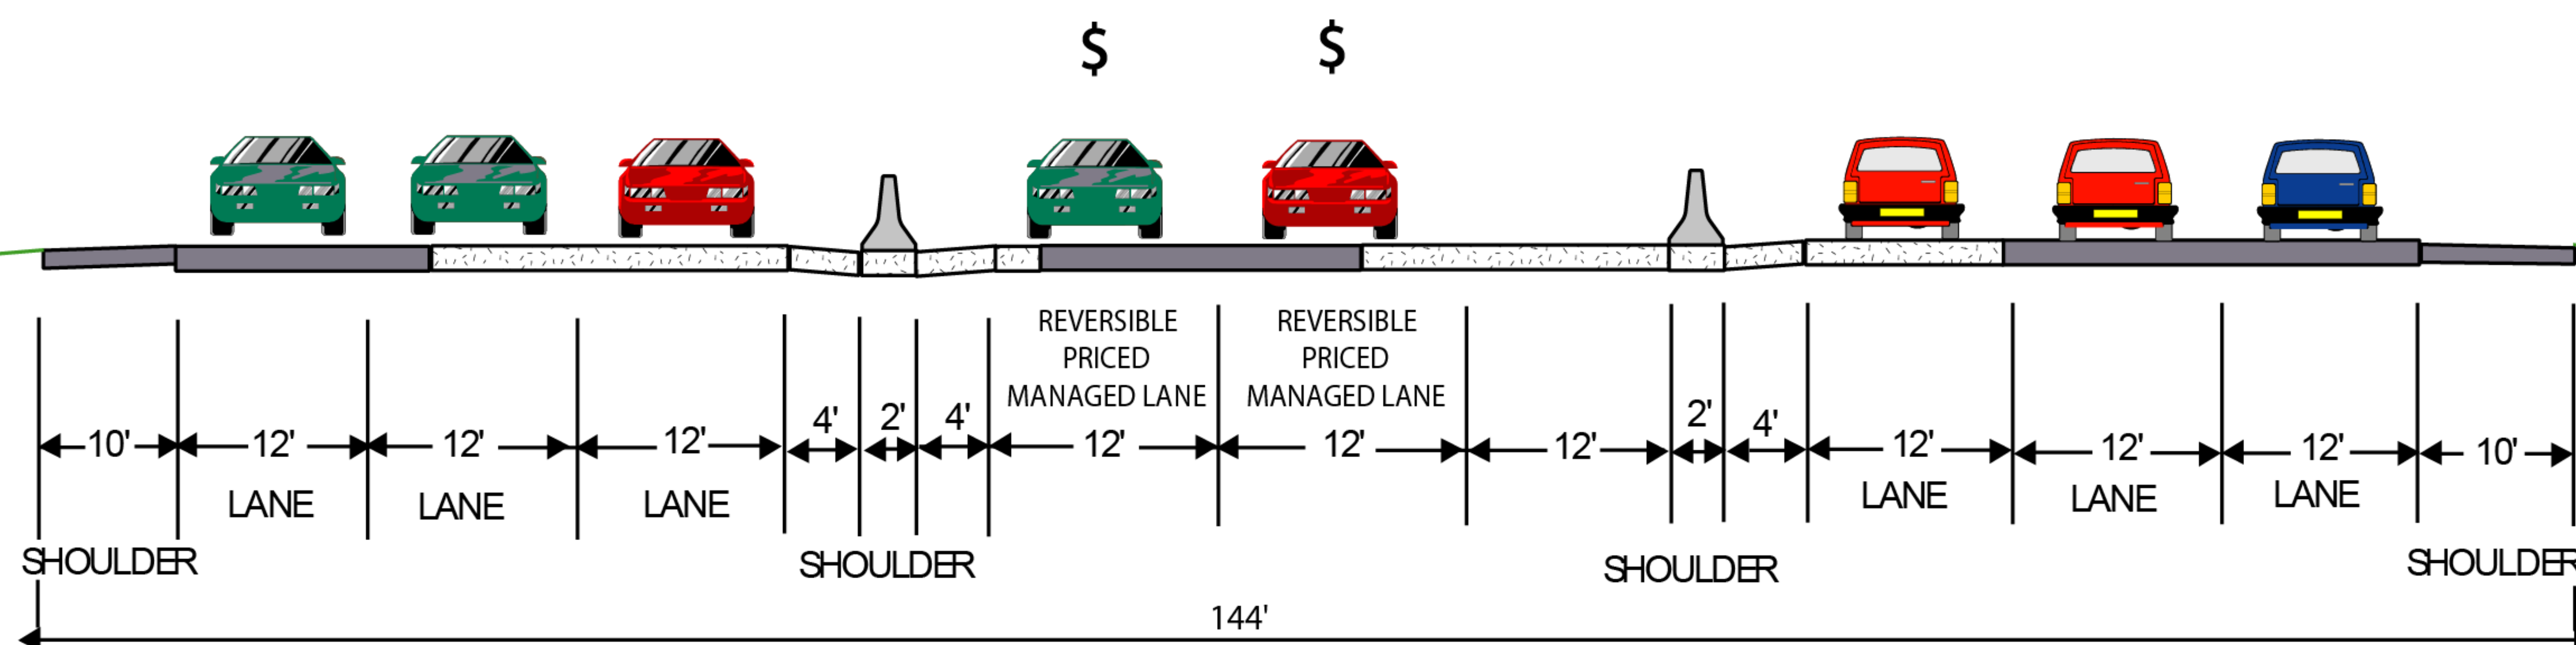 $ $
REVERSIBLE REVERSIBLE
PRICED PRICED
MANAGED LANE MANAGED LANE
10' 12' 12' 12' 4' 2' 4' 12' 12' 12' 2' 4' 12' 12' 12' 10'
LANE LANE LANE LANE LANE LANE
SHOULDER SHOULDER SHOULDER SHOULDER
144'